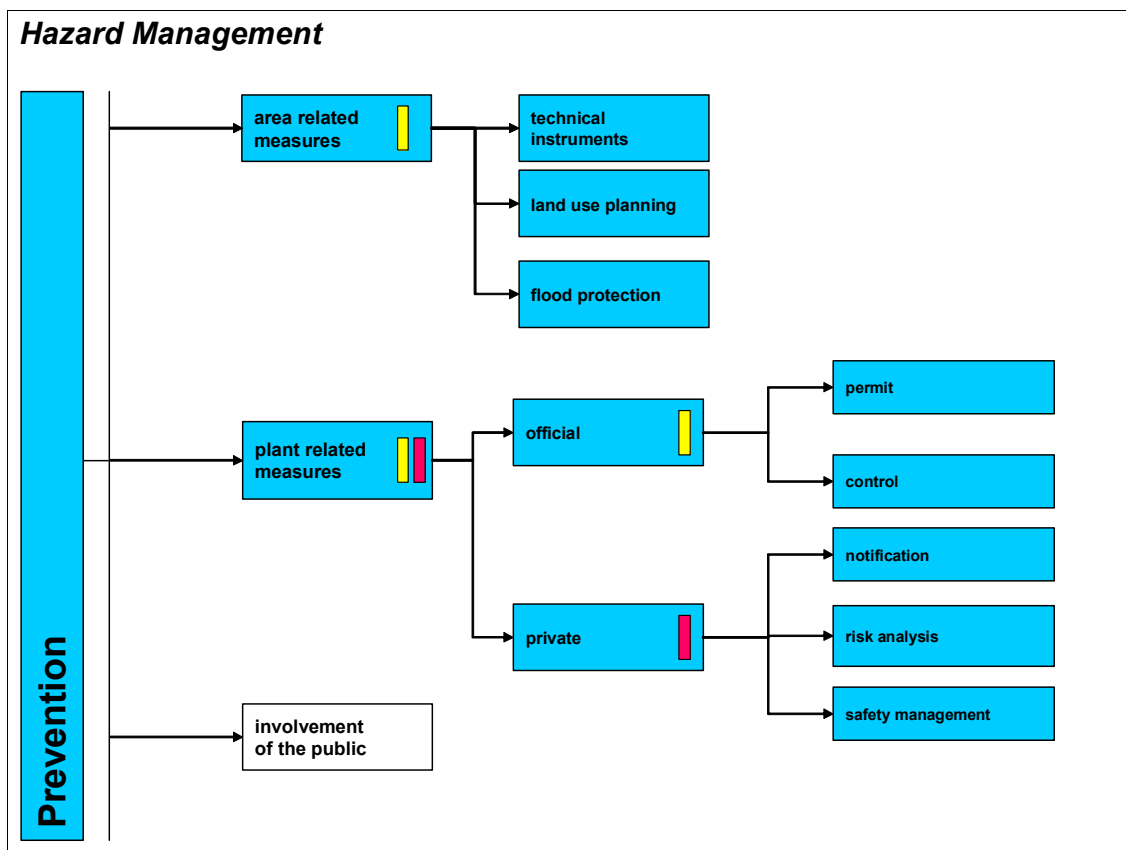 Hazard Management
Prevention
area related
measures
technical
instruments
land use planning
flood protection
plant related
measures
official
permit
control
private
notification
risk analysis
safety management
involvement
of the public